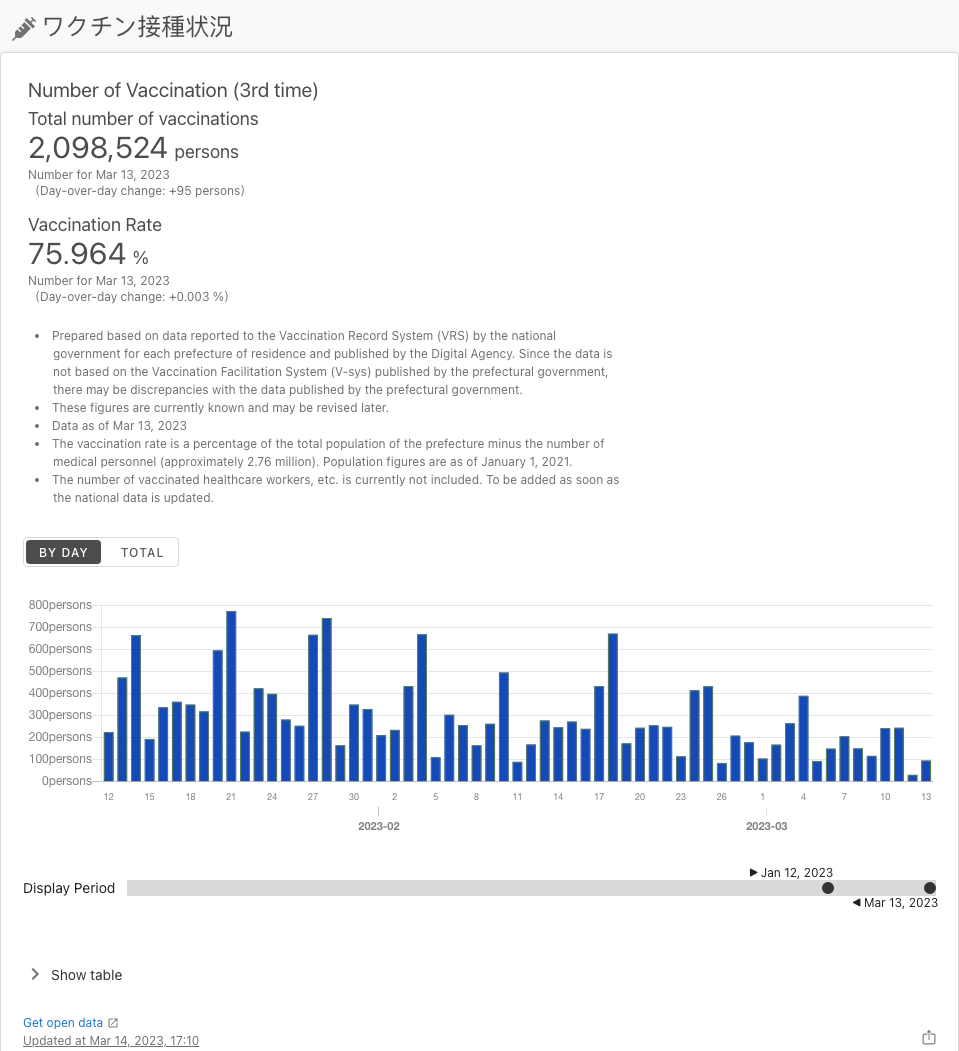 ワクチン接種状況
Number of Vaccination (3rd time)
Total number of vaccinations
2,098,524 persons
Number for Mar 13, 2023
(Day-over-day change: +95 persons)
Vaccination Rate
75.964 %
Number for Mar 13, 2023
(Day-over-day change: +0.003 %)
• Prepared based on data reported to the Vaccination Record System (VRS) by the national
government for each prefecture of residence and published by the Digital Agency. Since the data is
not based on the Vaccination Facilitation System (V-sys) published by the prefectural government,
there may be discrepancies with the data published by the prefectural government.
• These figures are currently known and may be revised later.
• Data as of Mar 13, 2023
• The vaccination rate is a percentage of the total population of the prefecture minus the number of
medical personnel (approximately 2.76 million). Population figures are as of January 1, 2021.
• The number of vaccinated healthcare workers, etc. is currently not included. To be added as soon as
the national data is updated.
BY DAY TOTAL
800persons
700persons
600persons
500persons
400persons
300persons
200persons
100persons
0persons
12 15 18 21 24 27 30 2 5 8 11 14 17 20 23 26 1 4 7 10 13
2023-02 2023-03
Jan 12, 2023
Display Period
Mar 13, 2023
Show table
Get open data
Updated at Mar 14, 2023, 17:10